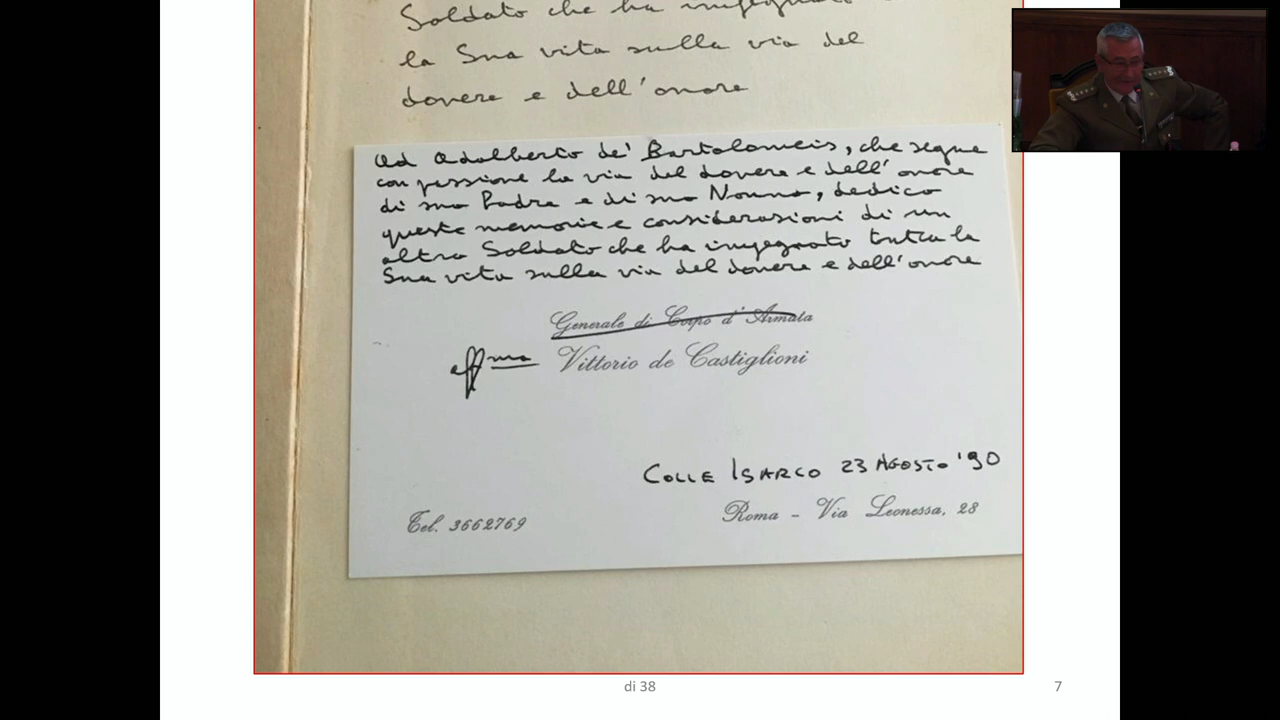 Soldato che ha impegnato
la Sua vita sulla via del
dovere e dell'onore
Ad Adalberto de' Bartolomeis, che segue
con passione la via del dovere e dell'onore
di suo Padre e di suo Nonno, dedico
queste memorie e considerazioni di un
altro Soldato che ha impegnato tutta la
Sua vita sulla via del dovere e dell'onore
Generale di Corpo d'Armata
aff.mo Vittorio de Castiglioni
COLLE ISARCO 23 AGOSTO '90
Tel. 3662769
Roma - Via Leonessa, 28
di 38
7